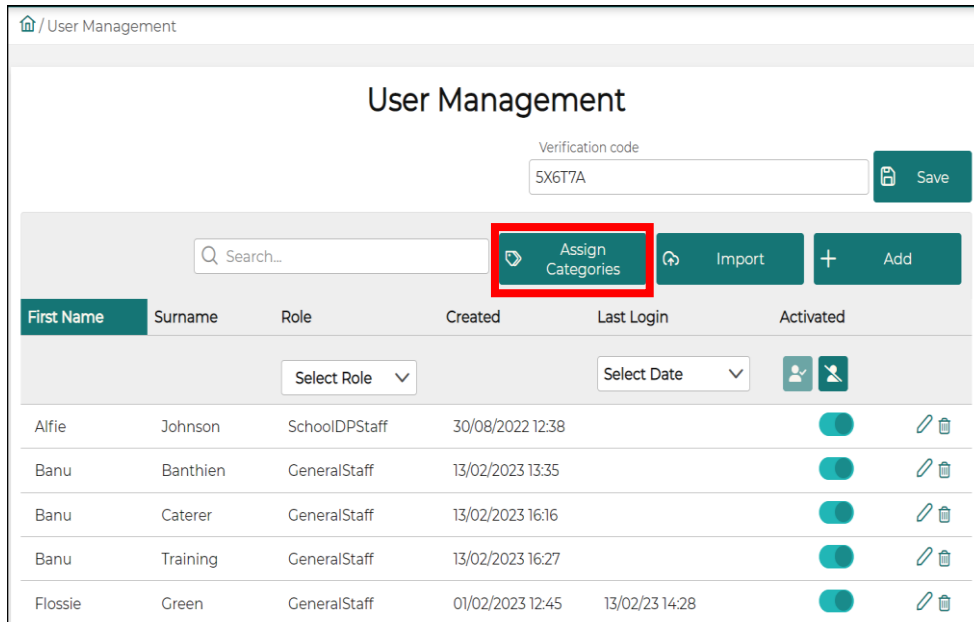 / User Management
User Management
Verification code
5X6T7A
Save
Search...
Assign
Categories
Import
Add
First Name Surname Role Created Last Login Activated
Select Role Select Date
Alfie Johnson SchoolDPStaff 30/08/2022 12:38
Banu Banthien GeneralStaff 13/02/2023 13:35
Banu Caterer GeneralStaff 13/02/2023 16:16
Banu Training GeneralStaff 13/02/2023 16:27
Flossie Green GeneralStaff 01/02/2023 12:45 13/02/23 14:28